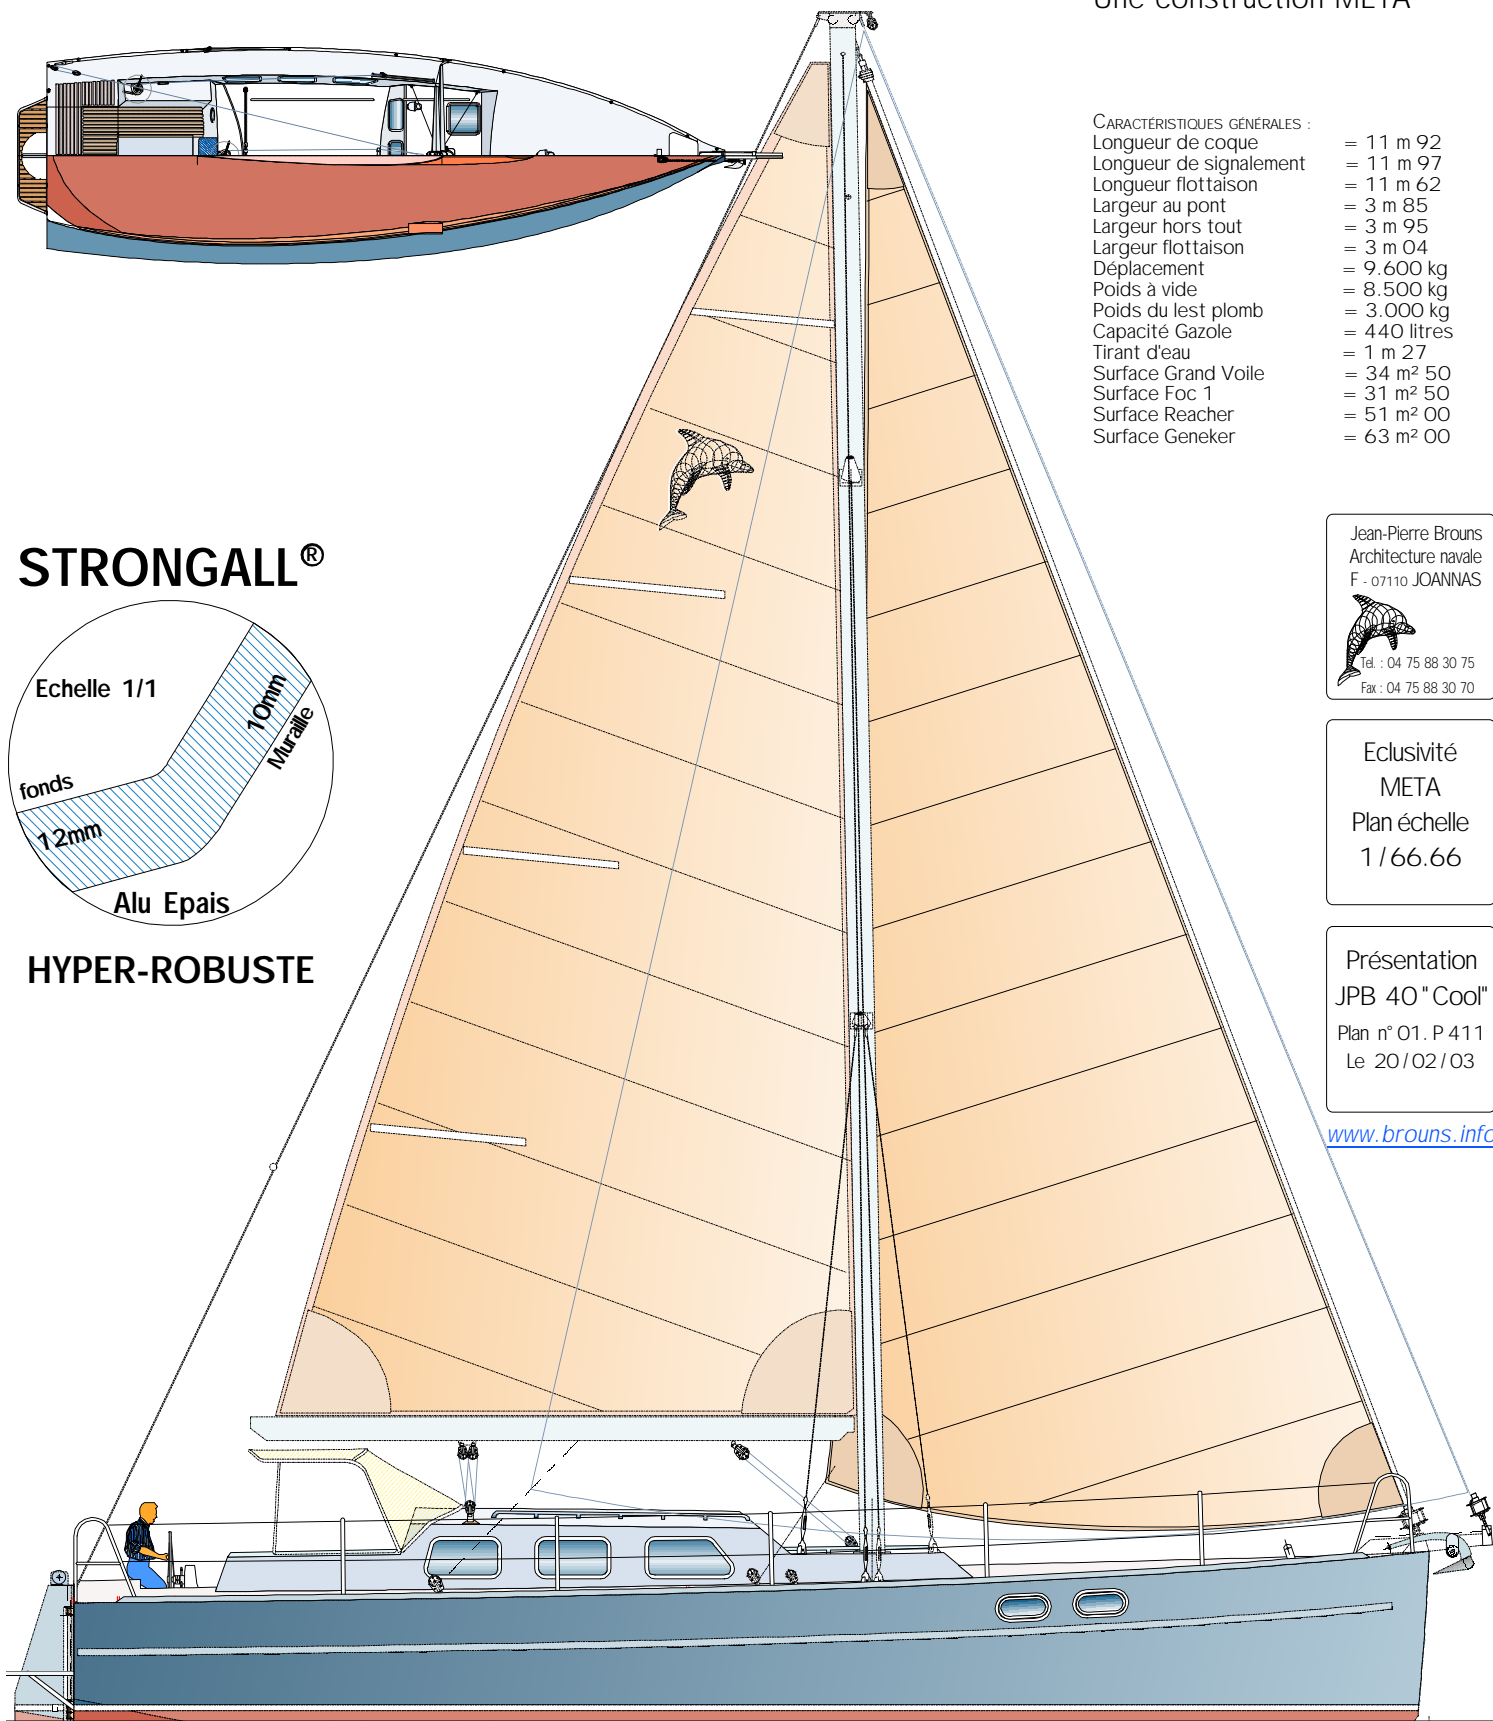 Une construction META
CARACTÉRISTIQUES GÉNÉRALES :
Longueur de coque = 11 m 92
Longueur de signalement = 11 m 97
Longueur flottaison = 11 m 62
Largeur au pont = 3 m 85
Largeur hors tout = 3 m 95
Largeur flottaison = 3 m 04
Déplacement = 9.600 kg
Poids à vide = 8.500 kg
Poids du lest plomb = 3.000 kg
Capacité Gazole = 440 litres
Tirant d'eau = 1 m 27
Surface Grand Voile = 34 m² 50
Surface Foc 1 = 31 m² 50
Surface Reacher = 51 m² 00
Surface Geneker = 63 m² 00
STRONGALL®
Echelle 1/1
10mm
Muraille
fonds
12mm
Alu Epais
HYPER-ROBUSTE
Jean-Pierre Brouns
Architecture navale
F - 07110 JOANNAS
Tel. : 04 75 88 30 75
Fax : 04 75 88 30 70
Eclusivité
META
Plan échelle
1/66.66
Présentation
JPB 40 "Cool"
Plan n° 01. P 411
Le 20/02/03
www.brouns.info